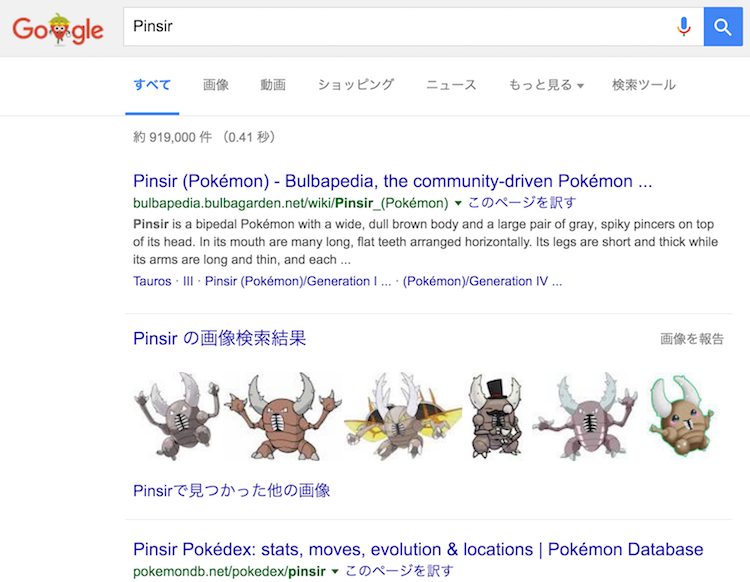 Google
Pinsir
すべて 画像 動画 ショッピング ニュース もっと見る 検索ツール
約 919,000 件 （0.41 秒）
Pinsir (Pokémon) - Bulbapedia, the community-driven Pokémon ...
bulbapedia.bulbagarden.net/wiki/Pinsir_(Pokémon) このページを訳す
Pinsir is a bipedal Pokémon with a wide, dull brown body and a large pair of gray, spiky pincers on top
of its head. In its mouth are many long, flat teeth arranged horizontally. Its legs are short and thick while
its arms are long and thin, and each ...
Tauros · III · Pinsir (Pokémon)/Generation I ... · (Pokémon)/Generation IV ...
Pinsir の画像検索結果 画像を報告
Pinsirで見つかった他の画像
Pinsir Pokédex: stats, moves, evolution & locations | Pokémon Database
pokemondb.net/pokedex/pinsir このページを訳す